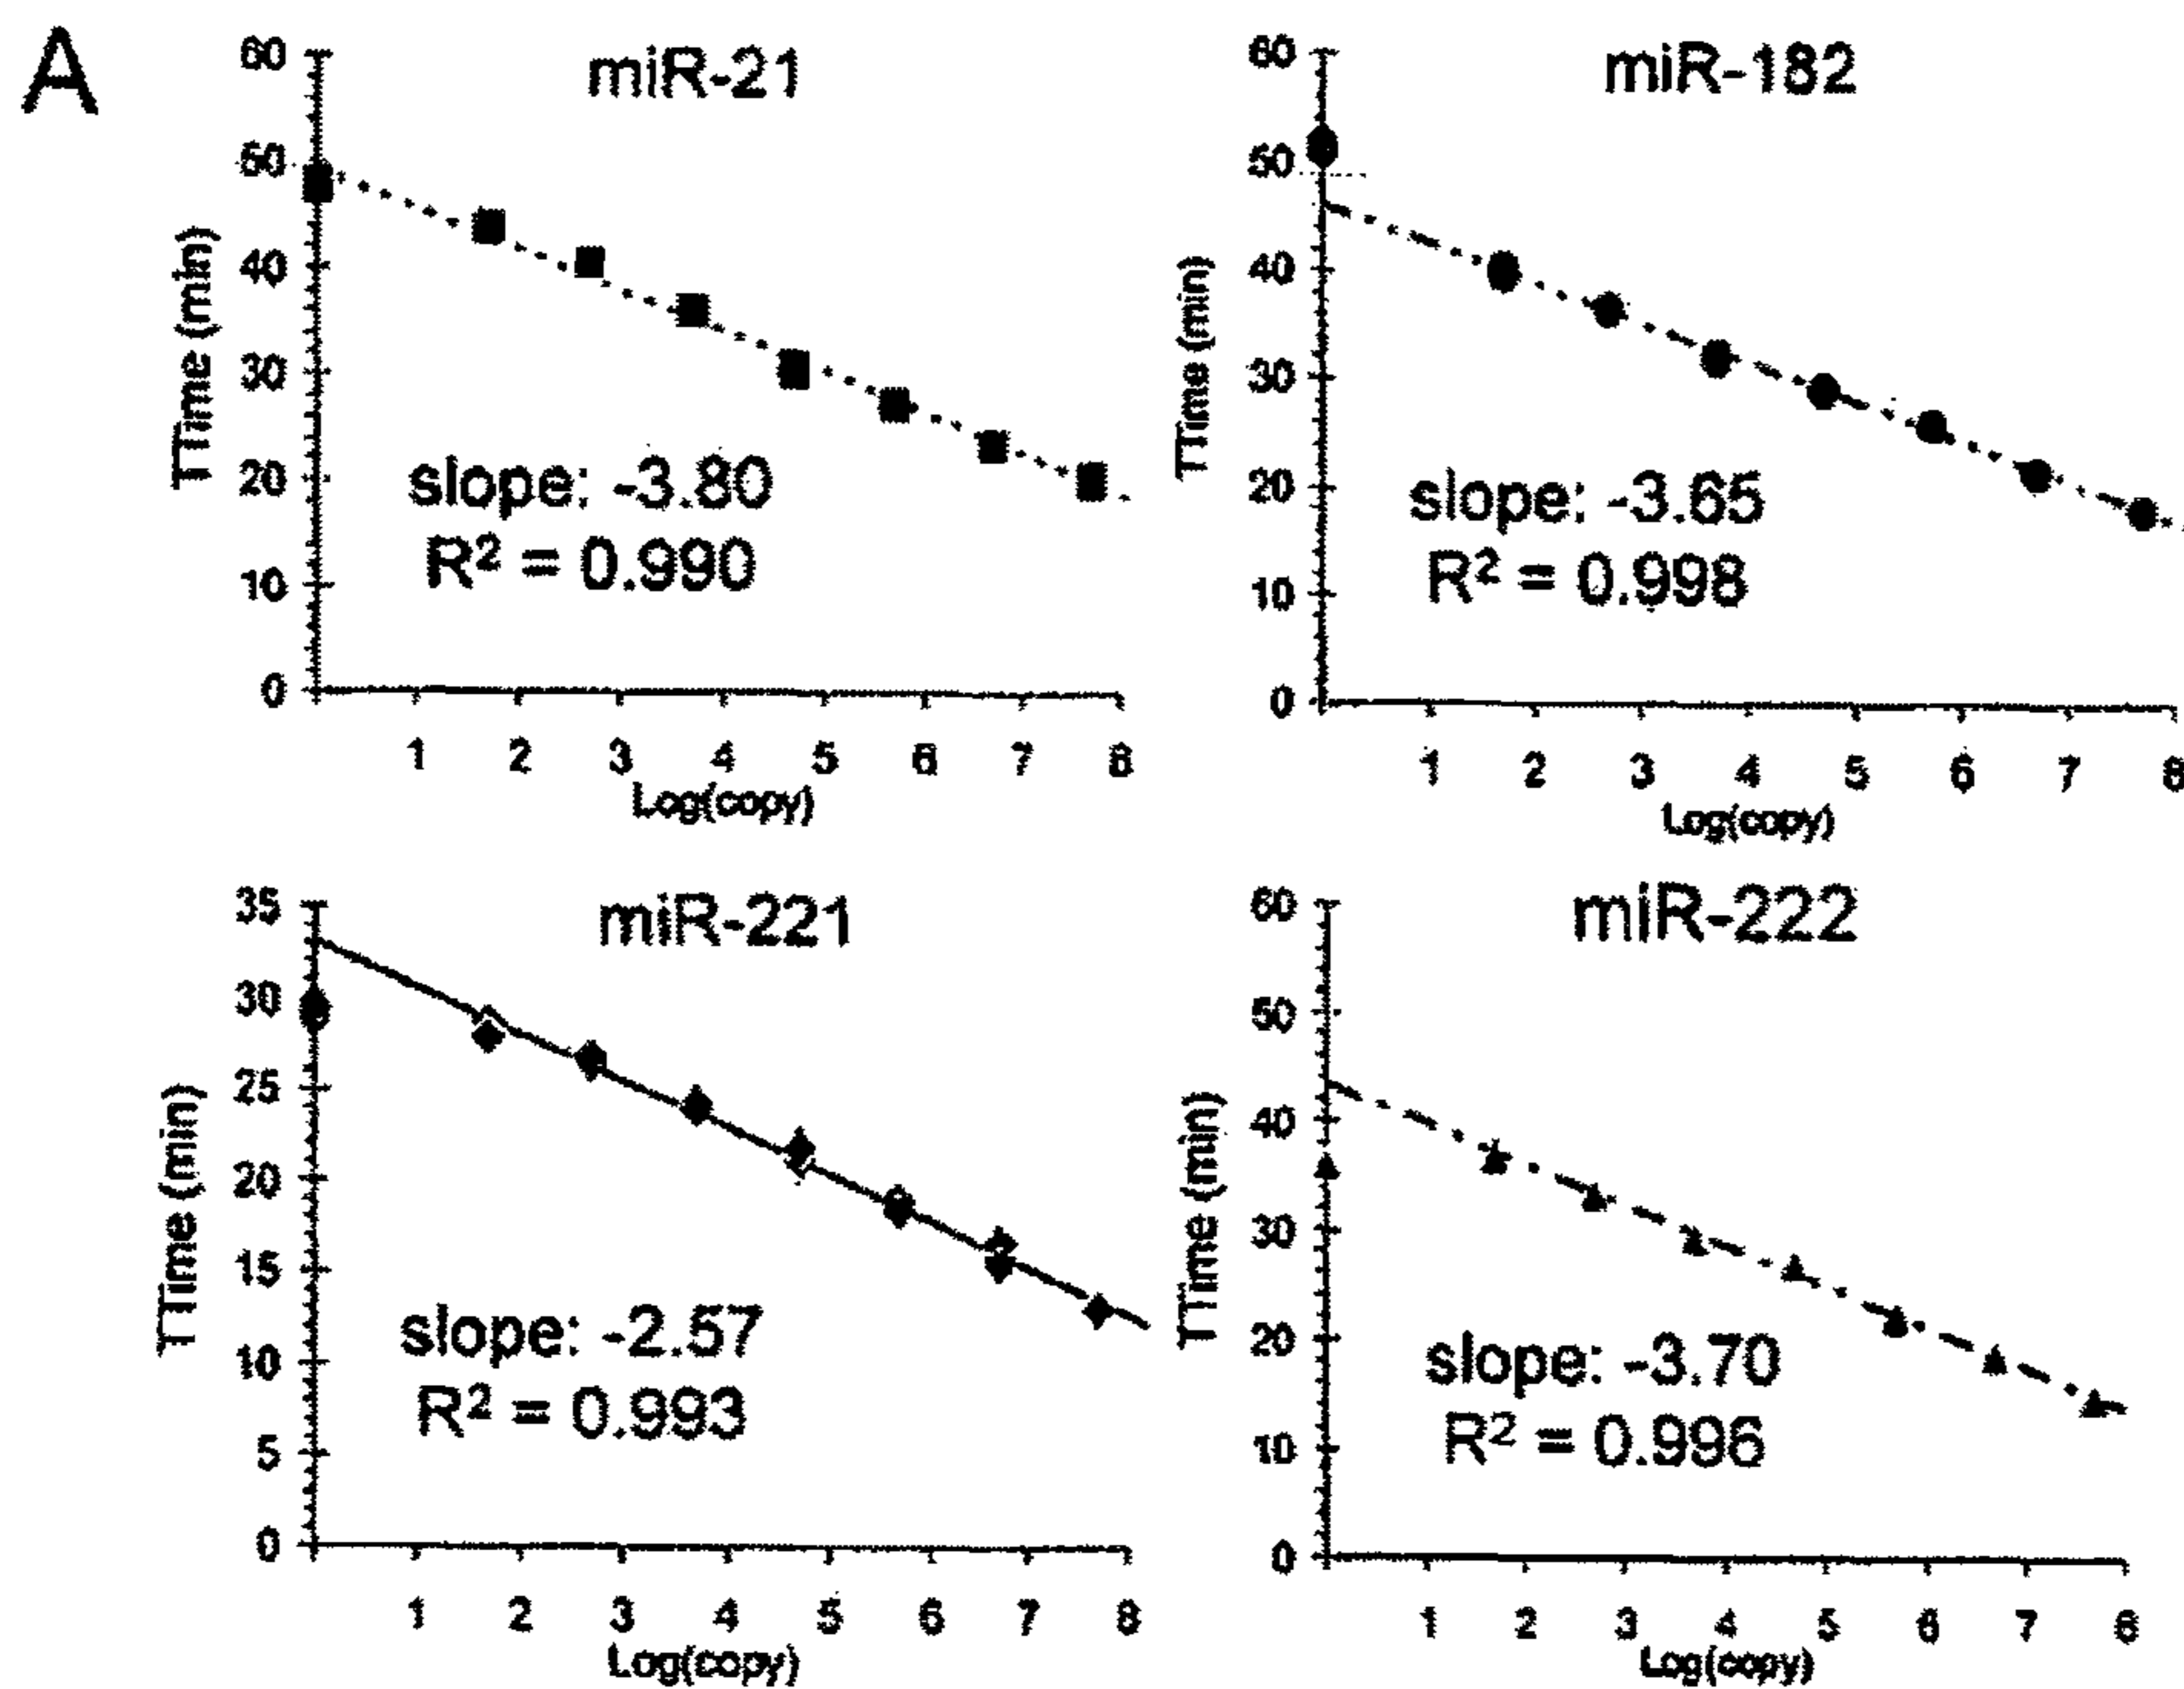 A
miR-21
60
50
40
30
20
10
0
TTime (min)
slope: -3.80
R² = 0.990
1 2 3 4 5 6 7 8
Log(copy)
miR-182
60
50
40
30
20
10
0
TTime (min)
slope: -3.65
R² = 0.998
1 2 3 4 5 6 7 8
Log(copy)
miR-221
35
30
25
20
15
10
5
0
TTime (min)
slope: -2.57
R² = 0.993
1 2 3 4 5 6 7 8
Log(copy)
miR-222
60
50
40
30
20
10
0
TTime (min)
slope: -3.70
R² = 0.996
1 2 3 4 5 6 7 8
Log(copy)